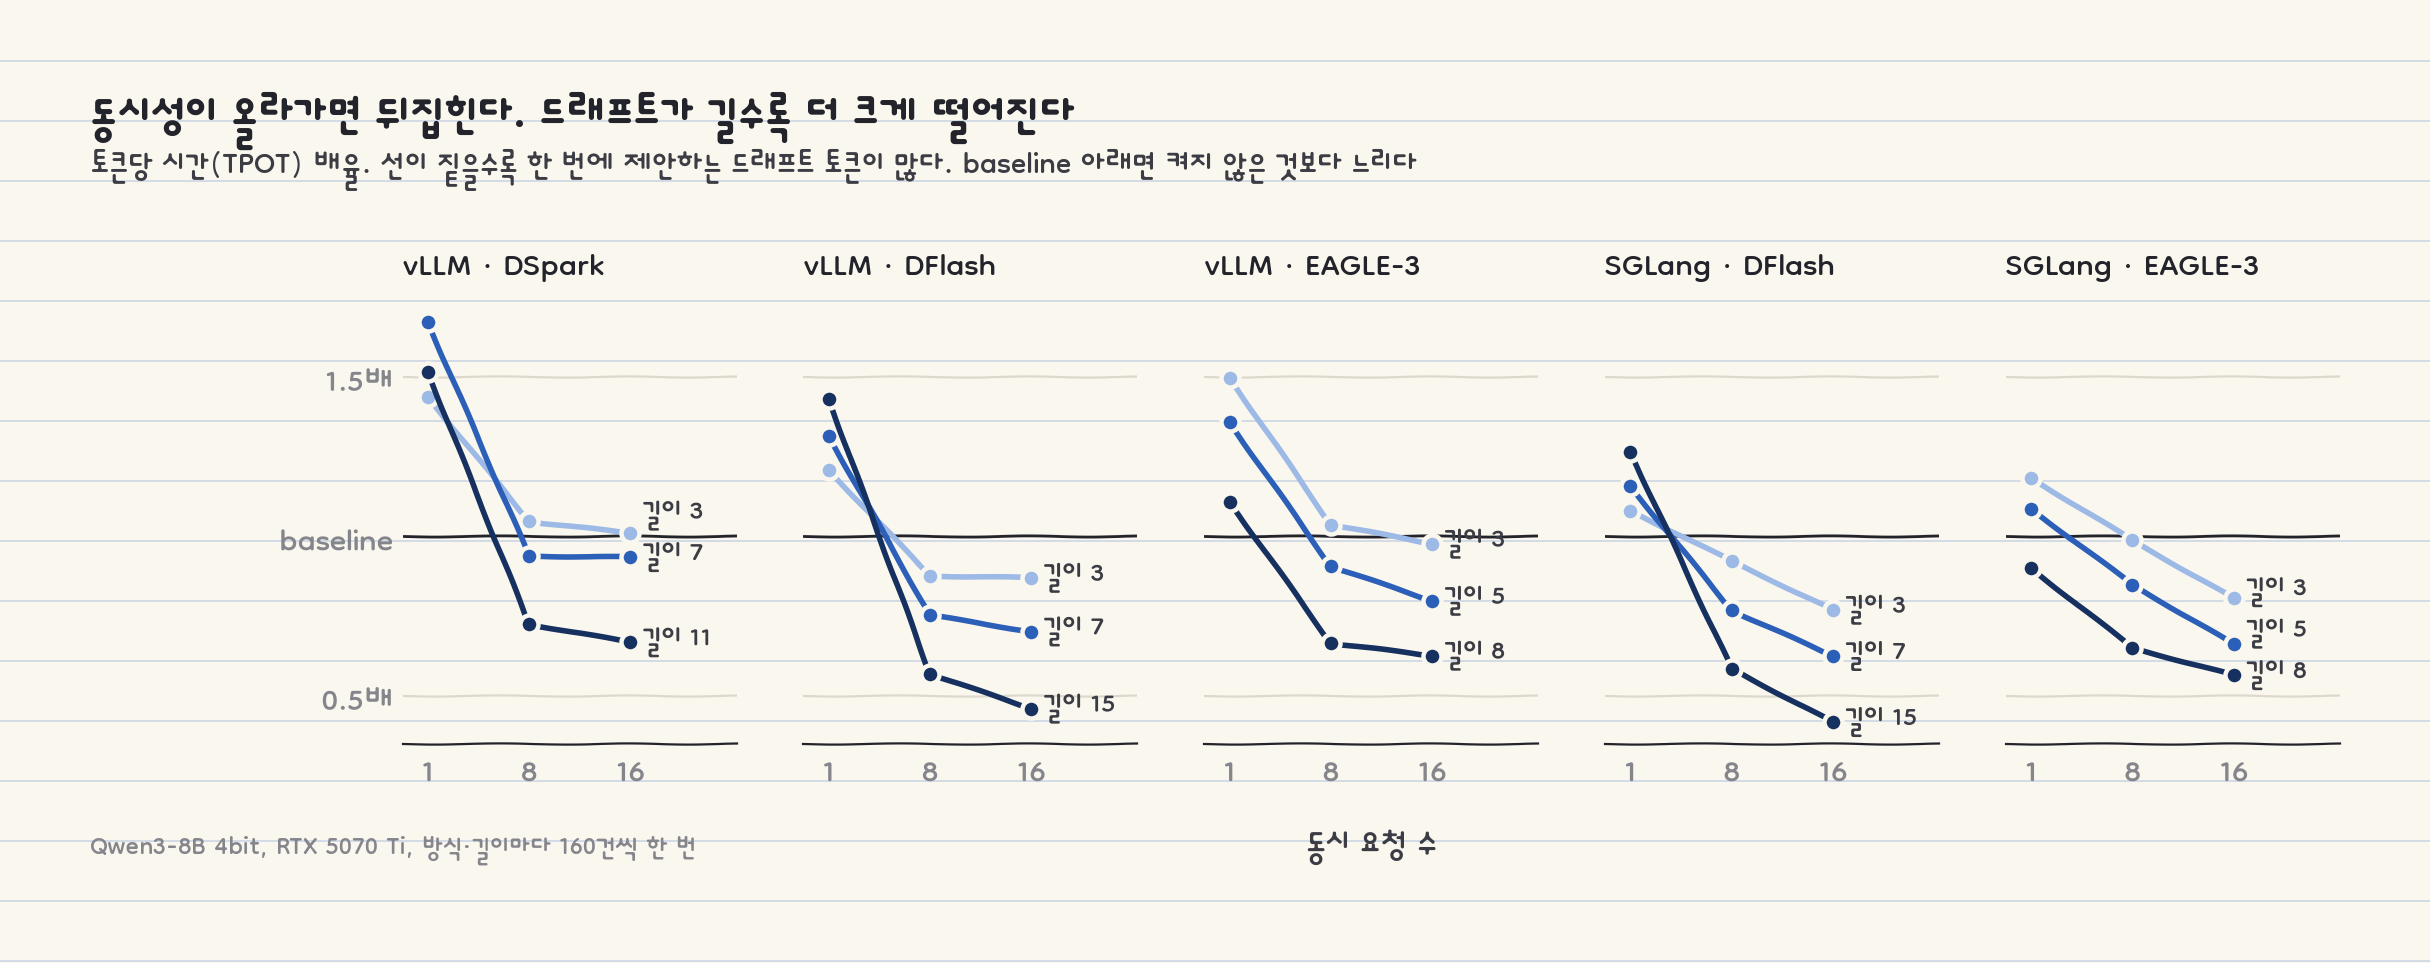 동시성이 올라가면 뒤집힌다. 드래프트가 길수록 더 크게 떨어진다
토큰당 시간(TPOT) 배율. 선이 짙을수록 한 번에 제안하는 드래프트 토큰이 많다. baseline 아래면 켜지 않은 것보다 느리다
vLLM · DSpark
vLLM · DFlash
vLLM · EAGLE-3
SGLang · DFlash
SGLang · EAGLE-3
1.5배
baseline
0.5배
길이 3
길이 7
길이 11
길이 3
길이 7
길이 15
길이 3
길이 5
길이 8
길이 3
길이 7
길이 15
길이 3
길이 5
길이 8
1 8 16
1 8 16
1 8 16
1 8 16
1 8 16
동시 요청 수
Qwen3-8B 4bit, RTX 5070 Ti, 방식·길이마다 160건씩 한 번